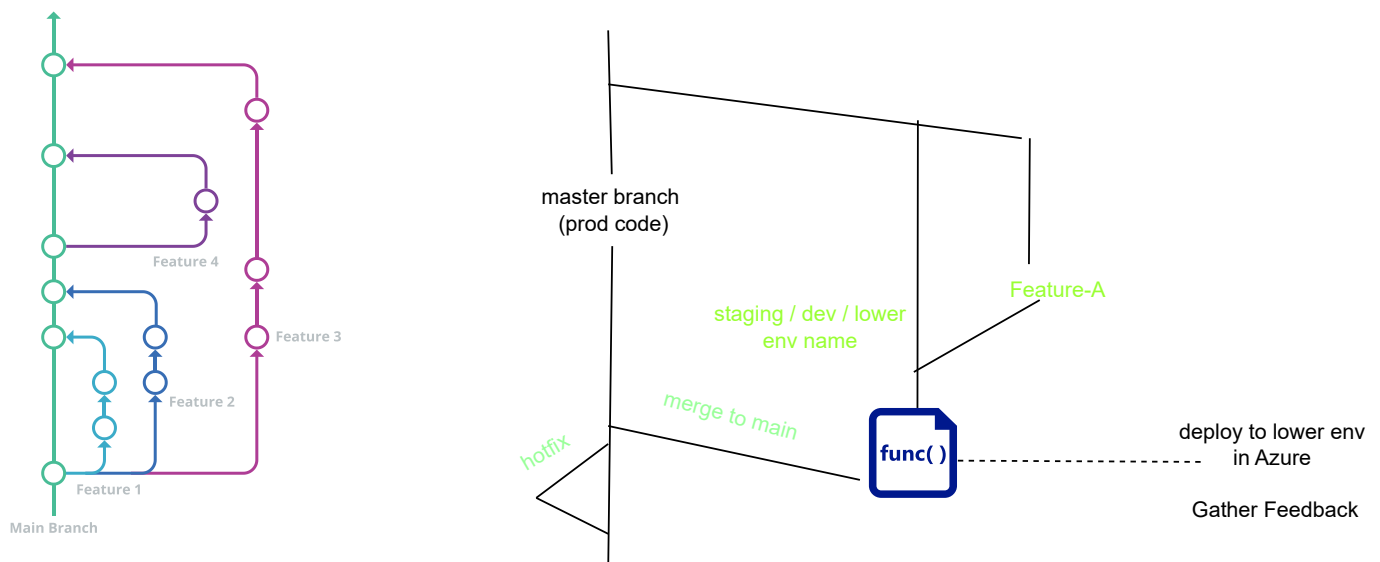 Feature 4
Feature 3
Feature 2
Feature 1
Main Branch
master branch
(prod code)
staging / dev / lower
env name
Feature-A
merge to main
hotfix
func( )
deploy to lower env
in Azure
Gather Feedback